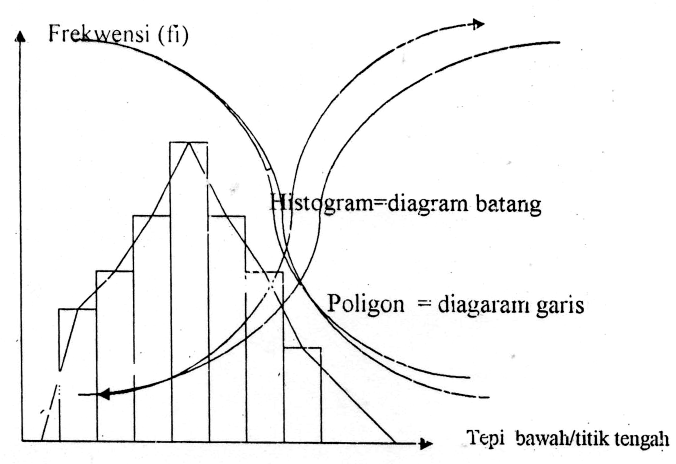 Frekwensi (fi)
Histogram=diagram batang
Poligon = diagaram garis
Tepi bawah/titik tengah